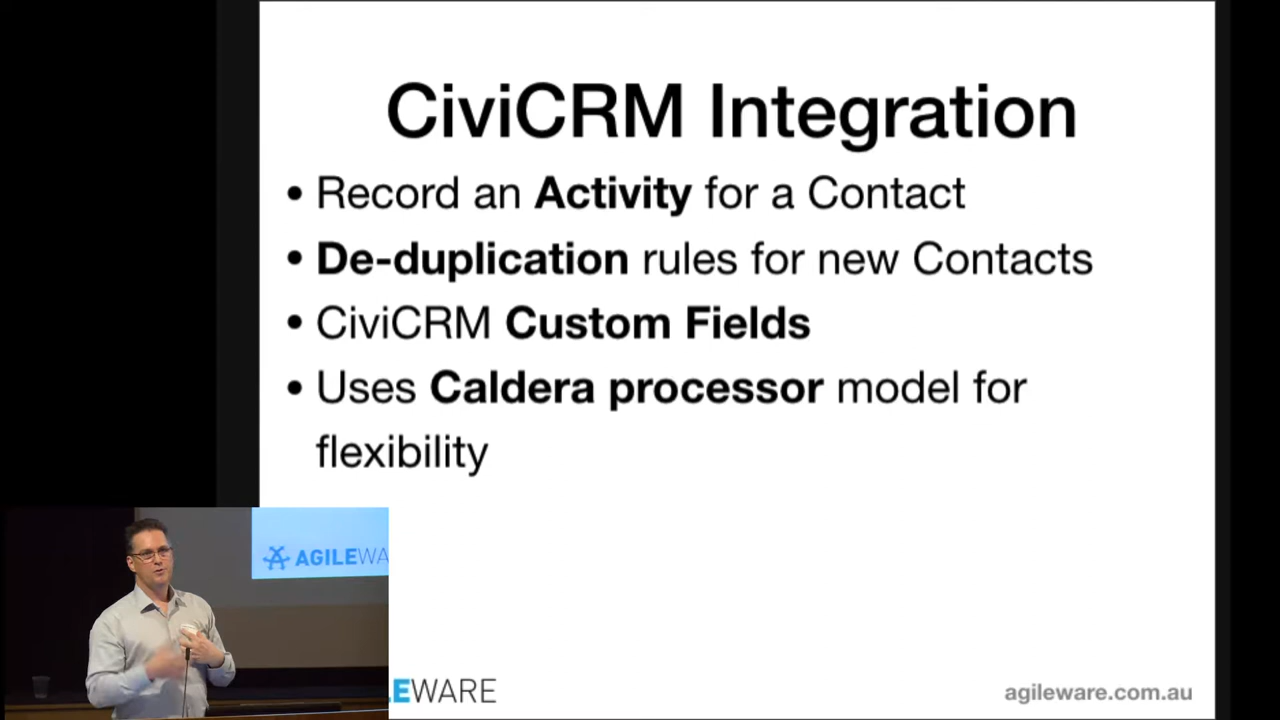 CiviCRM Integration
• Record an Activity for a Contact
• De-duplication rules for new Contacts
• CiviCRM Custom Fields
• Uses Caldera processor model for
flexibility
AGILEWA
EWARE
agileware.com.au